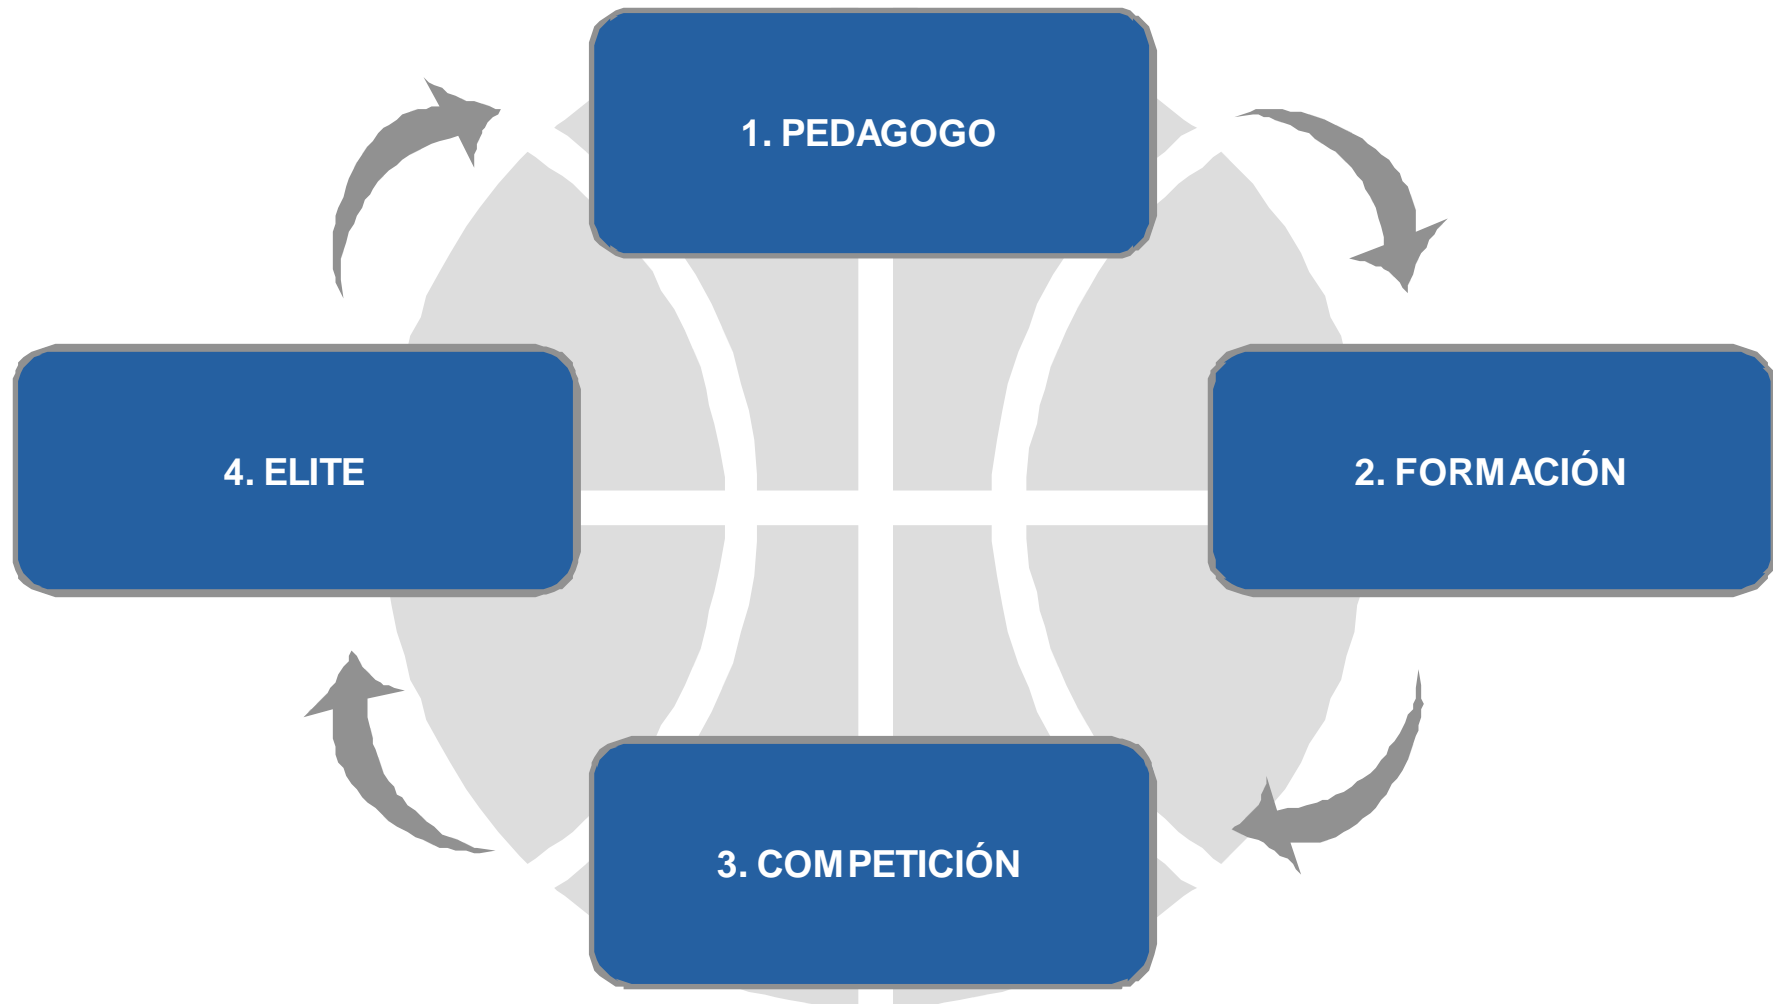 1. PEDAGOGO
4. ELITE
2. FORMACIÓN
3. COMPETICIÓN